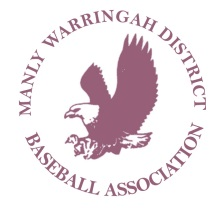 MANLY WARRINGAH DISTRICT
BASEBALL ASSOCIATION